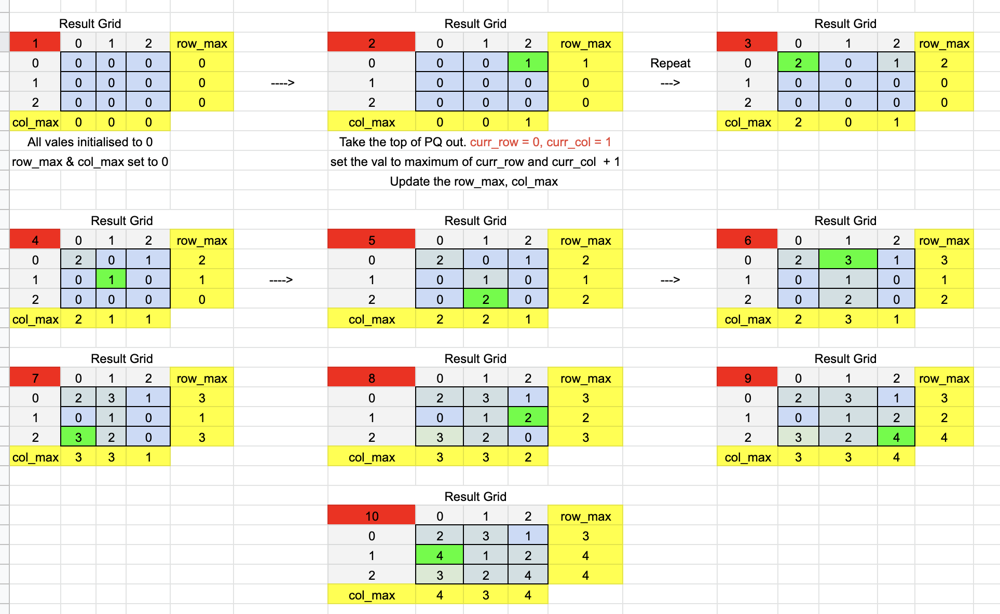 Result Grid Result Grid Result Grid
1 0 1 2 row_max 2 0 1 2 row_max 3 0 1 2 row_max
0 0 0 0 0 0 0 0 1 1 Repeat 0 2 0 1 2
1 0 0 0 0 ----> 1 0 0 0 0 ---> 1 0 0 0 0
2 0 0 0 0 2 0 0 0 0 2 0 0 0 0
col_max 0 0 0 col_max 0 0 1 col_max 2 0 1
All vales initialised to 0 Take the top of PQ out. curr_row = 0, curr_col = 1
row_max & col_max set to 0 set the val to maximum of curr_row and curr_col + 1
Update the row_max, col_max
Result Grid Result Grid Result Grid
4 0 1 2 row_max 5 0 1 2 row_max 6 0 1 2 row_max
0 2 0 1 2 0 2 0 1 2 0 2 3 1 3
1 0 1 0 1 ----> 1 0 1 0 1 ---> 1 0 1 0 1
2 0 0 0 0 2 0 2 0 2 2 0 2 0 2
col_max 2 1 1 col_max 2 2 1 col_max 2 3 1
Result Grid Result Grid Result Grid
7 0 1 2 row_max 8 0 1 2 row_max 9 0 1 2 row_max
0 2 3 1 3 0 2 3 1 3 0 2 3 1 3
1 0 1 0 1 1 0 1 2 2 1 0 1 2 2
2 3 2 0 3 2 3 2 0 3 2 3 2 4 4
col_max 3 3 1 col_max 3 3 2 col_max 3 3 4
Result Grid
10 0 1 2 row_max
0 2 3 1 3
1 4 1 2 4
2 3 2 4 4
col_max 4 3 4